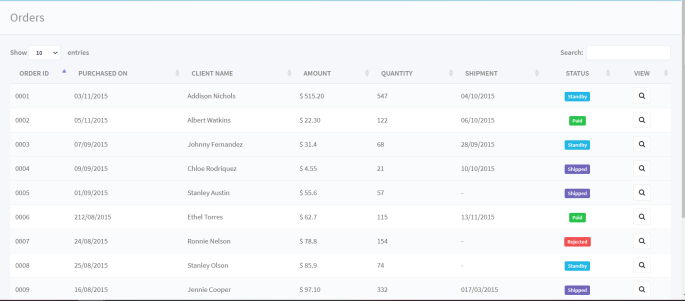 Orders
Show 10 entries Search:
ORDER ID PURCHASED ON CLIENT NAME AMOUNT QUANTITY SHIPMENT STATUS VIEW
0001 03/11/2015 Addison Nichols $ 515.20 547 04/10/2015 Standby
0002 05/11/2015 Albert Watkins $ 22.30 122 06/10/2015 Paid
0003 07/09/2015 Johnny Fernandez $ 31.4 68 28/09/2015 Standby
0004 09/09/2015 Chloe Rodriquez $ 4.55 21 10/10/2015 Shipped
0005 01/09/2015 Stanley Austin $ 55.6 57 - Shipped
0006 212/08/2015 Ethel Torres $ 62.7 115 13/11/2015 Paid
0007 24/08/2015 Ronnie Nelson $ 78.8 154 - Rejected
0008 25/08/2015 Stanley Olson $ 85.9 74 - Standby
0009 16/08/2015 Jennie Cooper $ 97.10 332 017/03/2015 Shipped